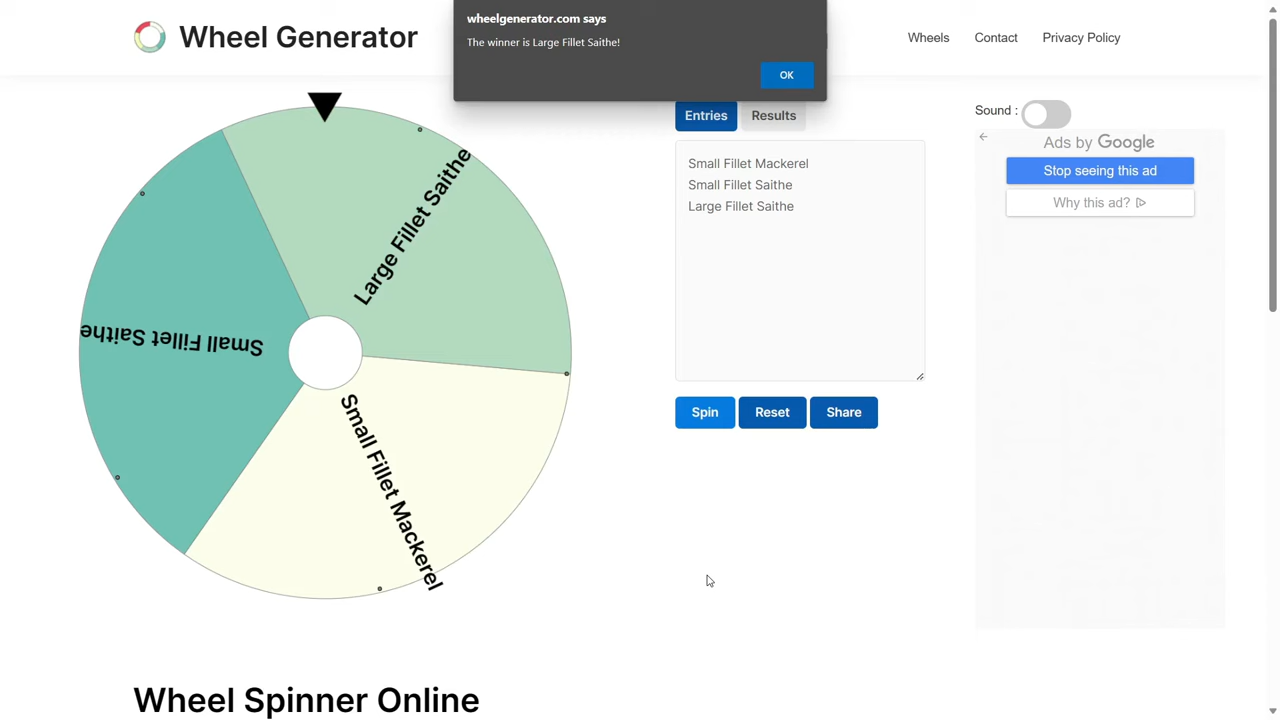 wheelgenerator.com says
The winner is Large Fillet Saithe!
OK
Wheel Generator
Wheels
Contact
Privacy Policy
Large Fillet Saithe
Small Fillet Saithe
Small Fillet Mackerel
Entries
Results
Small Fillet Mackerel
Small Fillet Saithe
Large Fillet Saithe
Spin
Reset
Share
Sound :
Ads by Google
Stop seeing this ad
Why this ad?
Wheel Spinner Online